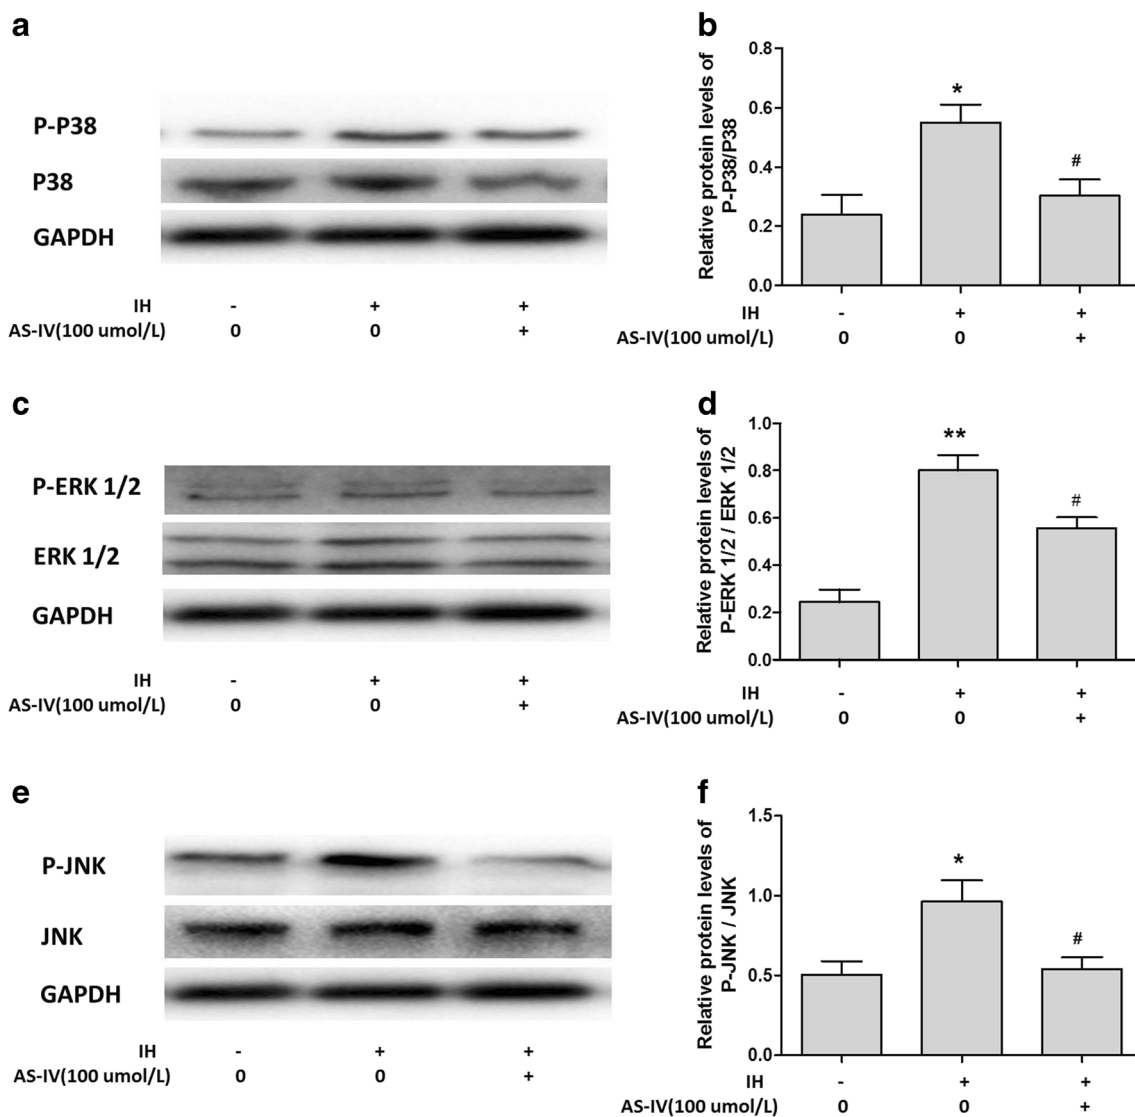 a
P-P38
P38
GAPDH
IH - + +
AS-IV(100 umol/L) 0 0 +
b
Relative protein levels of
P-P38/P38
0.8
0.6
0.4
0.2
0.0
*
#
IH - + +
AS-IV(100 umol/L) 0 0 +
c
P-ERK 1/2
ERK 1/2
GAPDH
IH - + +
AS-IV(100 umol/L) 0 0 +
d
Relative protein levels of
P-ERK 1/2 / ERK 1/2
1.0
0.8
0.6
0.4
0.2
0.0
**
#
IH - + +
AS-IV(100 umol/L) 0 0 +
e
P-JNK
JNK
GAPDH
IH - + +
AS-IV(100 umol/L) 0 0 +
f
Relative protein levels of
P-JNK / JNK
1.5
1.0
0.5
0.0
*
#
IH - + +
AS-IV(100 umol/L) 0 0 +